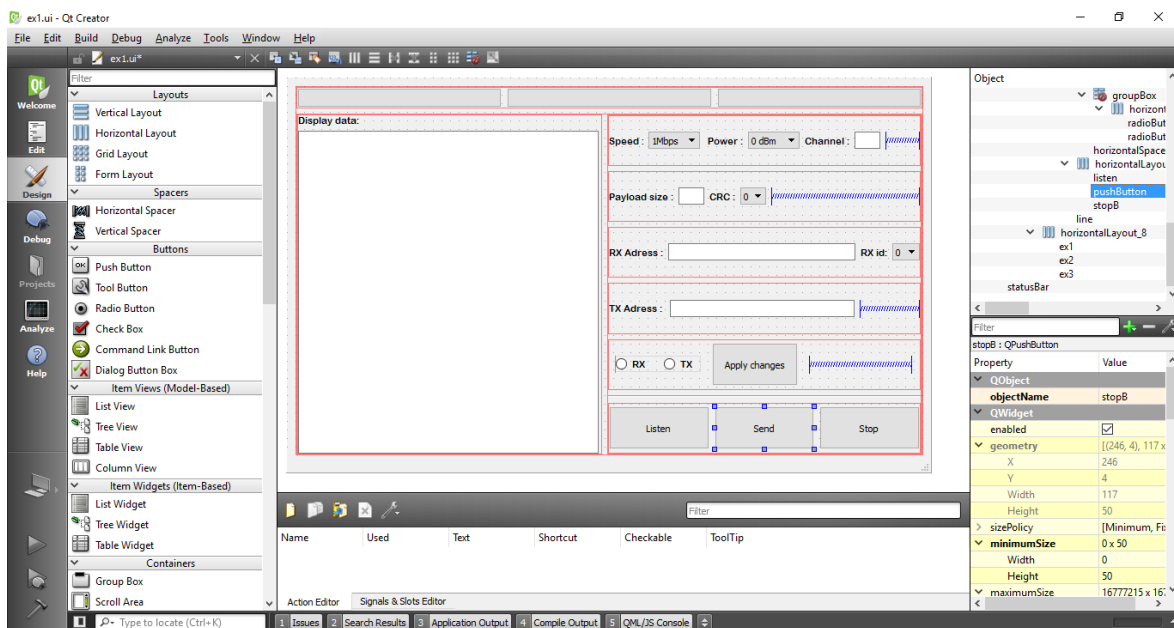 ex1.ui - Qt Creator
File Edit Build Debug Analyze Tools Window Help
ex1.ui*
Qt
Welcome
Edit
Design
Debug
Projects
Analyze
Help
Filter
Layouts
Vertical Layout
Horizontal Layout
Grid Layout
Form Layout
Spacers
Horizontal Spacer
Vertical Spacer
Buttons
OK Push Button
Tool Button
Radio Button
Check Box
Command Link Button
Dialog Button Box
Item Views (Model-Based)
List View
Tree View
Table View
Column View
Item Widgets (Item-Based)
List Widget
Tree Widget
Table Widget
Containers
Group Box
Scroll Area
Display data:
Speed : 1Mbps Power : 0 dBm Channel :
Payload size : CRC : 0
RX Adress : RX id: 0
TX Adress :
RX TX Apply changes
Listen Send Stop
Filter
Name Used Text Shortcut Checkable ToolTip
Action Editor Signals & Slots Editor
Object
groupBox
horizont
radioBut
radioBut
horizontalSpace
horizontalLayou
listen
pushButton
stopB
line
horizontalLayout_8
ex1
ex2
ex3
statusBar
Filter
stopB : QPushButton
Property Value
QObject
objectName stopB
QWidget
enabled
geometry [(246, 4), 117 x
X 246
Y 4
Width 117
Height 50
sizePolicy [Minimum, Fi
minimumSize 0 x 50
Width 0
Height 50
maximumSize 16777215 x 16
Type to locate (Ctrl+K) 1 Issues 2 Search Results 3 Application Output 4 Compile Output 5 QML/JS Console